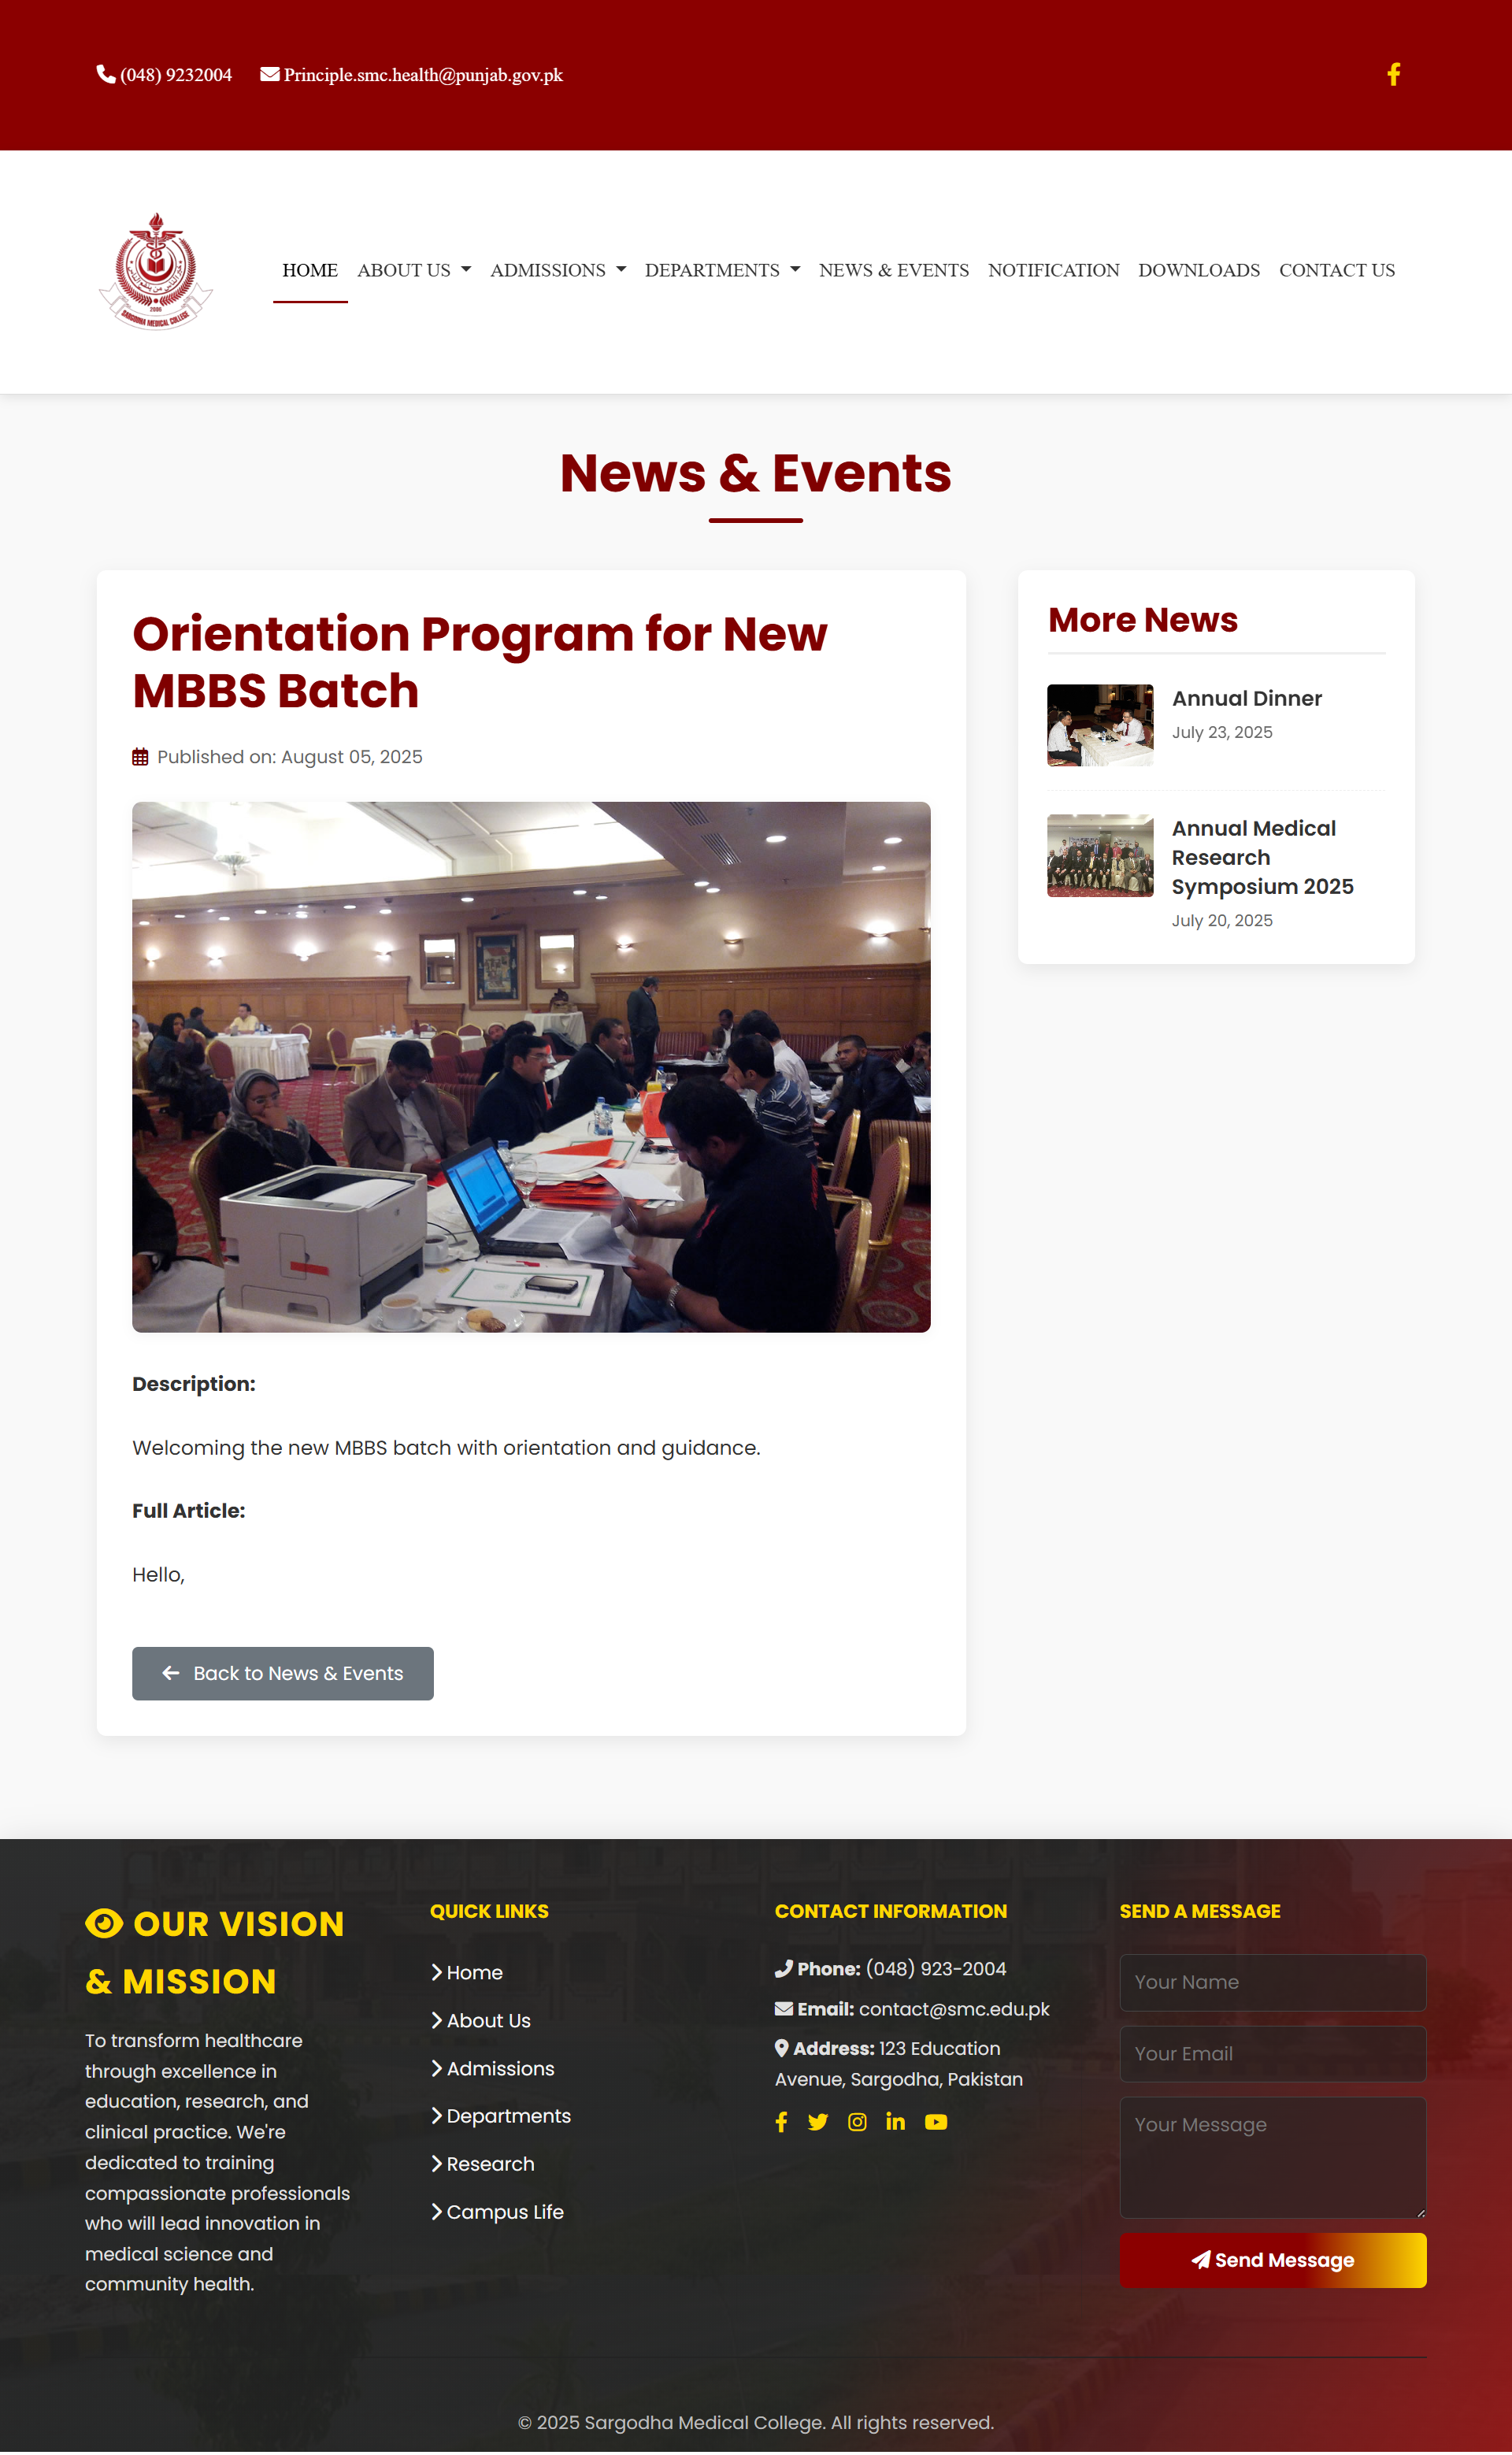 (048) 9232004 Principle.smc.health@punjab.gov.pk
2006
SARGODHA MEDICAL COLLEGE
HOME ABOUT US ADMISSIONS DEPARTMENTS NEWS & EVENTS NOTIFICATION DOWNLOADS CONTACT US
News & Events
Orientation Program for New
MBBS Batch
Published on: August 05, 2025
Description:
Welcoming the new MBBS batch with orientation and guidance.
Full Article:
Hello,
Back to News & Events
More News
Annual Dinner
July 23, 2025
Annual Medical
Research
Symposium 2025
July 20, 2025
OUR VISION
& MISSION
To transform healthcare
through excellence in
education, research, and
clinical practice. We're
dedicated to training
compassionate professionals
who will lead innovation in
medical science and
community health.
QUICK LINKS
Home
About Us
Admissions
Departments
Research
Campus Life
CONTACT INFORMATION
Phone: (048) 923-2004
Email: contact@smc.edu.pk
Address: 123 Education
Avenue, Sargodha, Pakistan
SEND A MESSAGE
Your Name
Your Email
Your Message
Send Message
© 2025 Sargodha Medical College. All rights reserved.